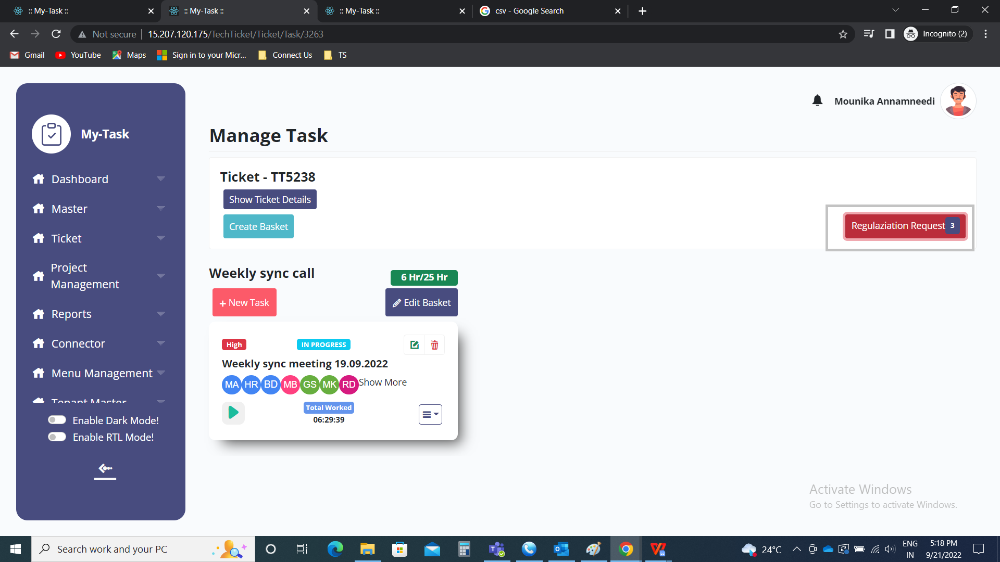 :: My-Task ::
:: My-Task ::
:: My-Task ::
csv - Google Search
Not secure
15.207.120.175/TechTicket/Ticket/Task/3263
Incognito (2)
Gmail
YouTube
Maps
Sign in to your Micr...
Connect Us
TS
Mounika Annamneedi
My-Task
Manage Task
Ticket - TT5238
Show Ticket Details
Create Basket
Regulaziation Request 3
Dashboard
Master
Ticket
Project
Management
Reports
Connector
Menu Management
Tenant Master
Enable Dark Mode!
Enable RTL Mode!
Weekly sync call
6 Hr/25 Hr
New Task
Edit Basket
High
IN PROGRESS
Weekly sync meeting 19.09.2022
MA
HR
BD
MB
GS
MK
RD
Show More
Total Worked
06:29:39
Activate Windows
Go to Settings to activate Windows.
Search work and your PC
24°C
ENG
IN
5:18 PM
9/21/2022